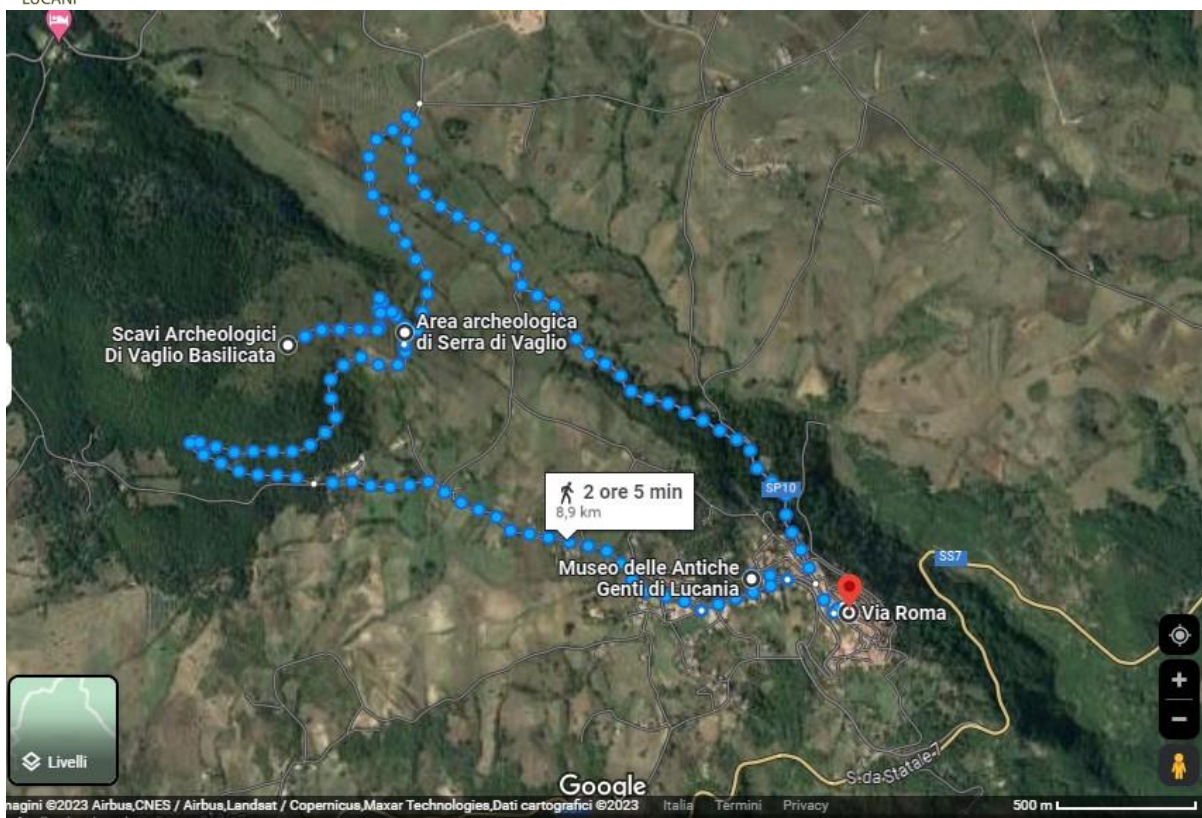 LUCANI
Scavi Archeologici
Di Vaglio Basilicata
Area archeologica
di Serra di Vaglio
2 ore 5 min
8,9 km
SP10
SS7
Museo delle Antiche
Genti di Lucania
Via Roma
S.da Statale 7
Livelli
Google
magini ©2023 Airbus,CNES / Airbus,Landsat / Copernicus,Maxar Technologies,Dati cartografici ©2023 Italia Termini Privacy 500 m